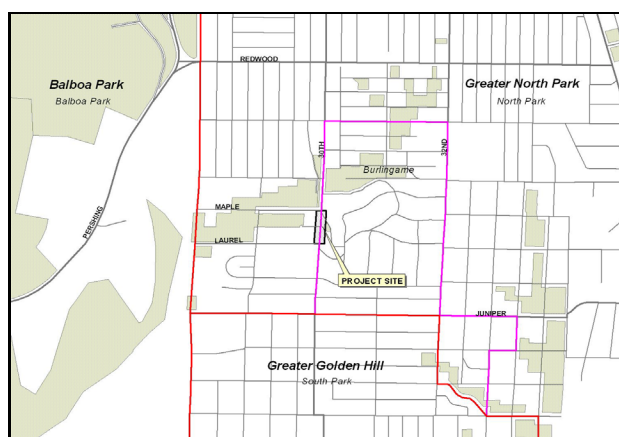 REDWOOD
Balboa Park
Balboa Park
Greater North Park
North Park
30TH
32ND
Burlingame
MAPLE
PERSHING
LAUREL
PROJECT SITE
JUNIPER
Greater Golden Hill
South Park